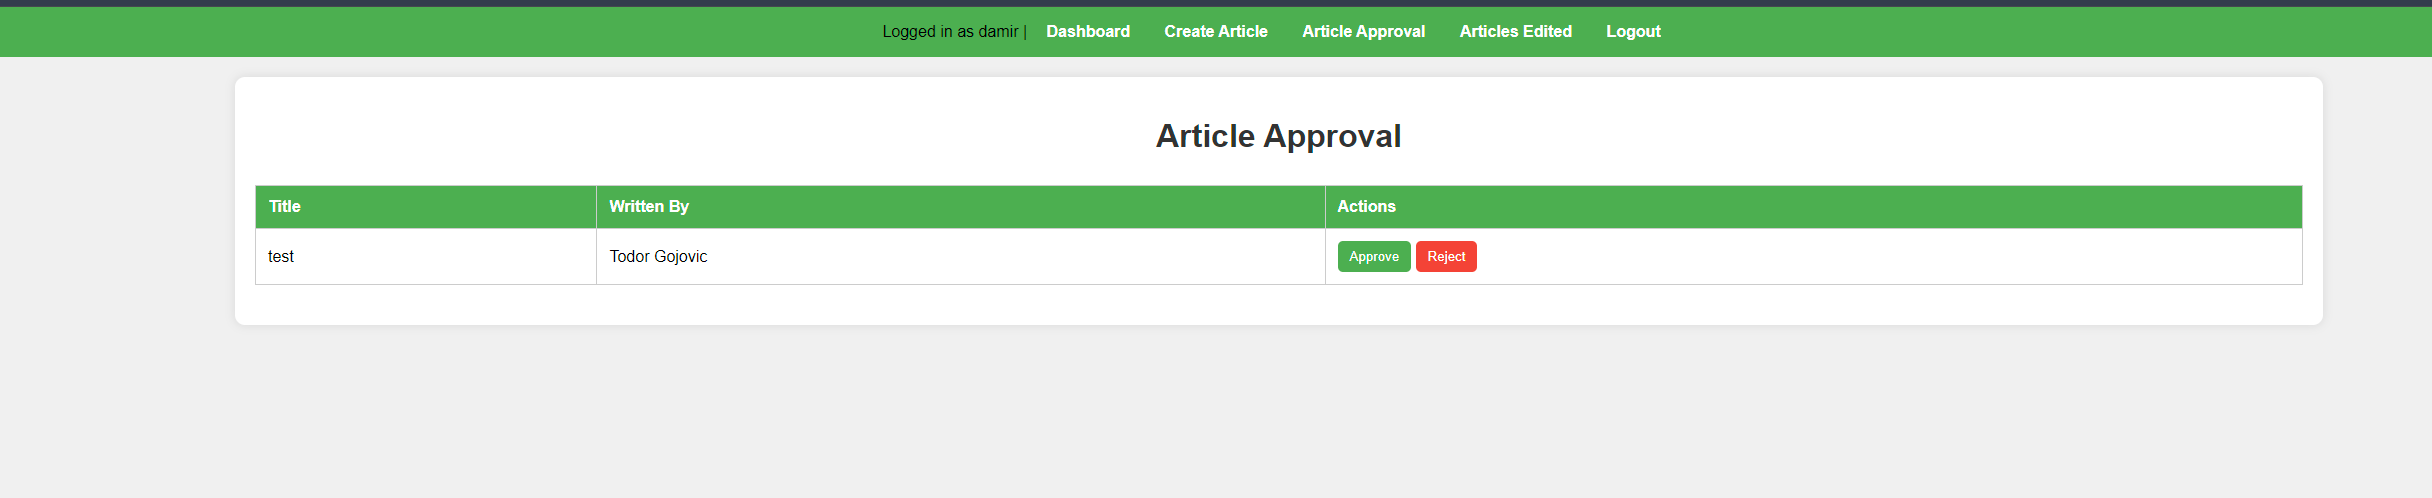 Logged in as damir | Dashboard Create Article Article Approval Articles Edited Logout
Article Approval
Title Written By Actions
test Todor Gojovic Approve Reject